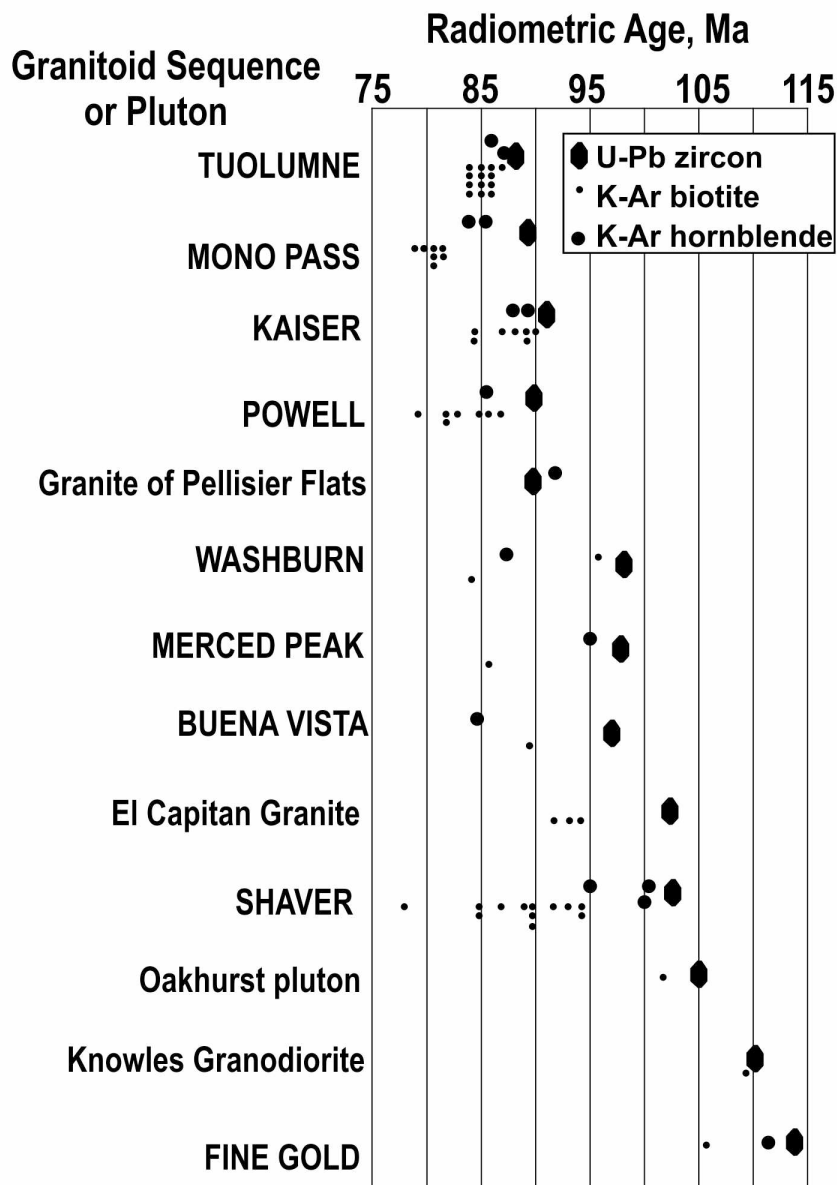 Radiometric Age, Ma
Granitoid Sequence
or Pluton
75 85 95 105 115
U-Pb zircon
K-Ar biotite
K-Ar hornblende
TUOLUMNE
MONO PASS
KAISER
POWELL
Granite of Pellisier Flats
WASHBURN
MERCED PEAK
BUENA VISTA
El Capitan Granite
SHAVER
Oakhurst pluton
Knowles Granodiorite
FINE GOLD